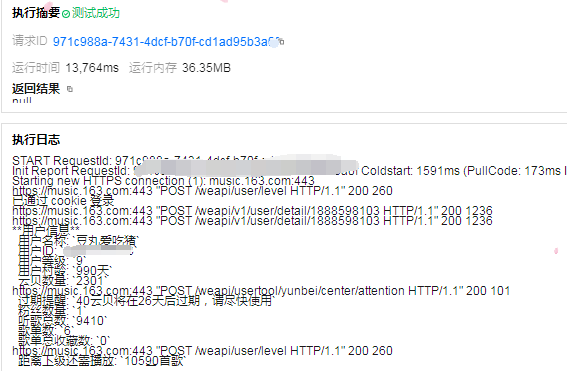 执行摘要 测试成功
请求ID 971c988a-7431-4dcf-b70f-cd1ad95b3a
运行时间 13,764ms 运行内存 36.35MB
返回结果
null
执行日志
START RequestId: 971c988a-7431-4dcf-b70f
Init Report RequestId: Coldstart: 1591ms (PullCode: 173ms
Starting new HTTPS connection (1): music.163.com:443
https://music.163.com:443 "POST /weapi/user/level HTTP/1.1" 200 260
已通过 cookie 登录
https://music.163.com:443 "POST /weapi/v1/user/detail/1888598103 HTTP/1.1" 200 1236
https://music.163.com:443 "POST /weapi/v1/user/detail/1888598103 HTTP/1.1" 200 1236
**用户信息**
用户名称: `豆丸爱吃猪`
用户ID:
用户等级: `9`
用户村龄: `990天`
云贝数量: `2301`
https://music.163.com:443 "POST /weapi/usertool/yunbei/center/attention HTTP/1.1" 200 101
过期提醒: `40云贝将在26天后过期，请尽快使用`
粉丝数量: `1`
听歌总数: `9410`
歌单数: `6`
歌单总收藏数: `0`
https://music.163.com:443 "POST /weapi/user/level HTTP/1.1" 200 260
距离下级还需播放: `10590首歌`